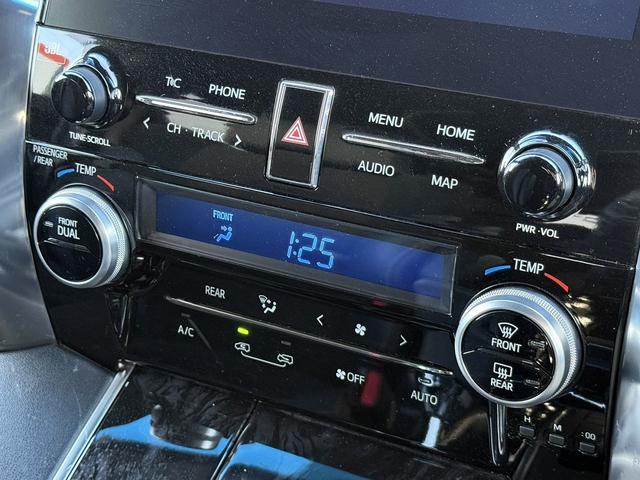 JBL
T℃ PHONE
MENU HOME
TUNE·SCROLL
CH · TRACK
AUDIO MAP
PWR·VOL
PASSENGER
/REAR
TEMP
FRONT
DUAL
FRONT
1:25
TEMP
REAR
A/C
OFF
AUTO
FRONT
REAR
H M :00